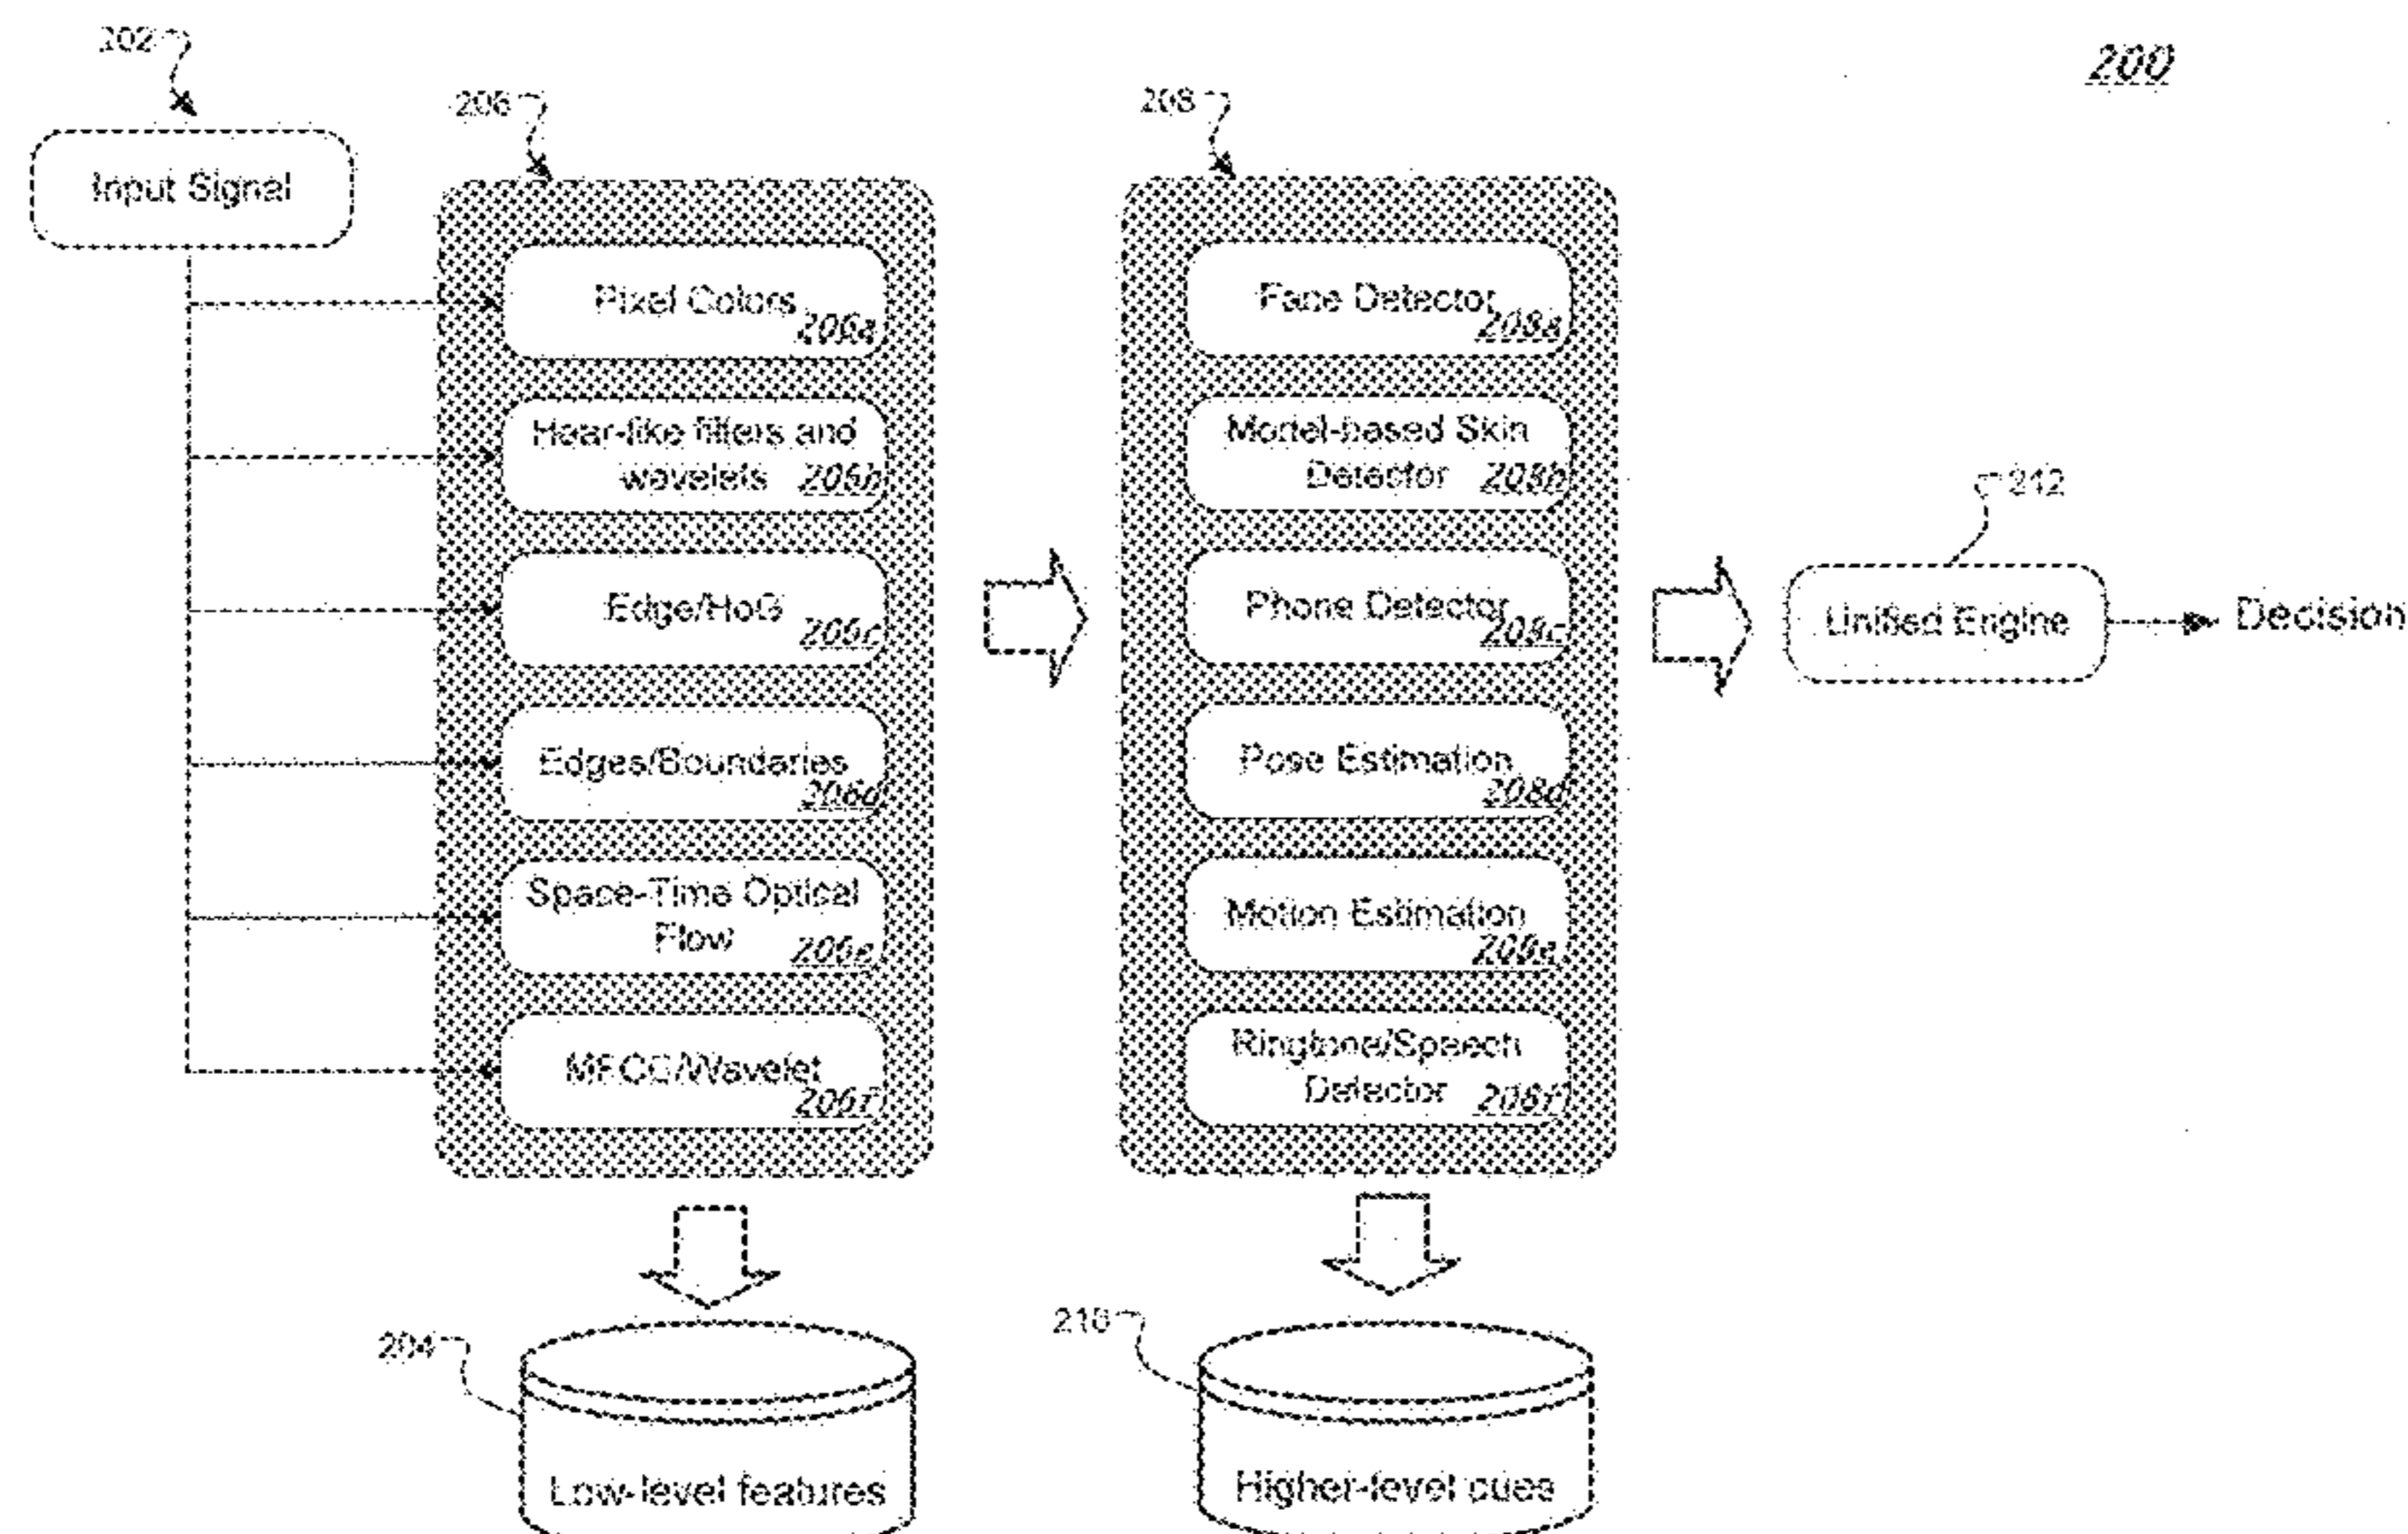 202
200
206
208
Input Signal
Pixel Colors
206a
Face Detector
208a
Haar-like filters and
wavelets 206b
Model-based Skin
Detector 208b
212
Edge/HoG
206c
Phone Detector
208c
Unified Engine
Decision
Edges/Boundaries
206d
Pose Estimation
208d
Space-Time Optical
Flow 206e
Motion Estimation
208e
MFCC/Wavelet
206f
Ringtone/Speech
Detector 208f
204
210
Low-level features
Higher-level cues